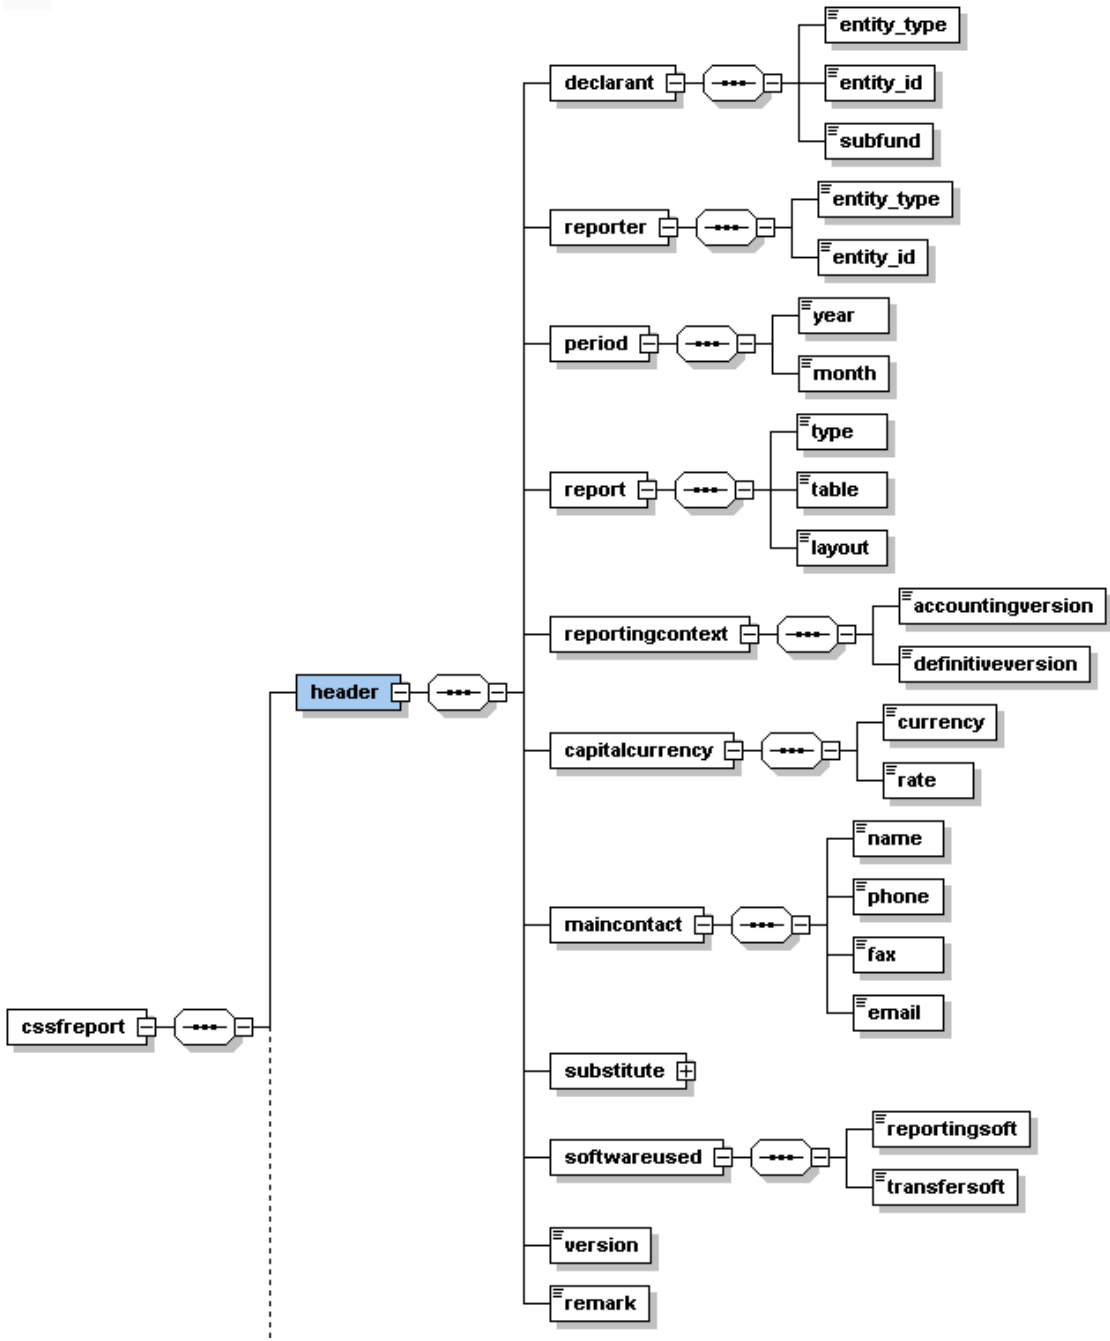 entity_type
declarant
entity_id
subfund
entity_type
reporter
entity_id
year
period
month
type
report
table
layout
accountingversion
reportingcontext
definitiveversion
header
currency
capitalcurrency
rate
name
phone
maincontact
fax
email
cssfreport
substitute
reportingsoft
softwareused
transfersoft
version
remark